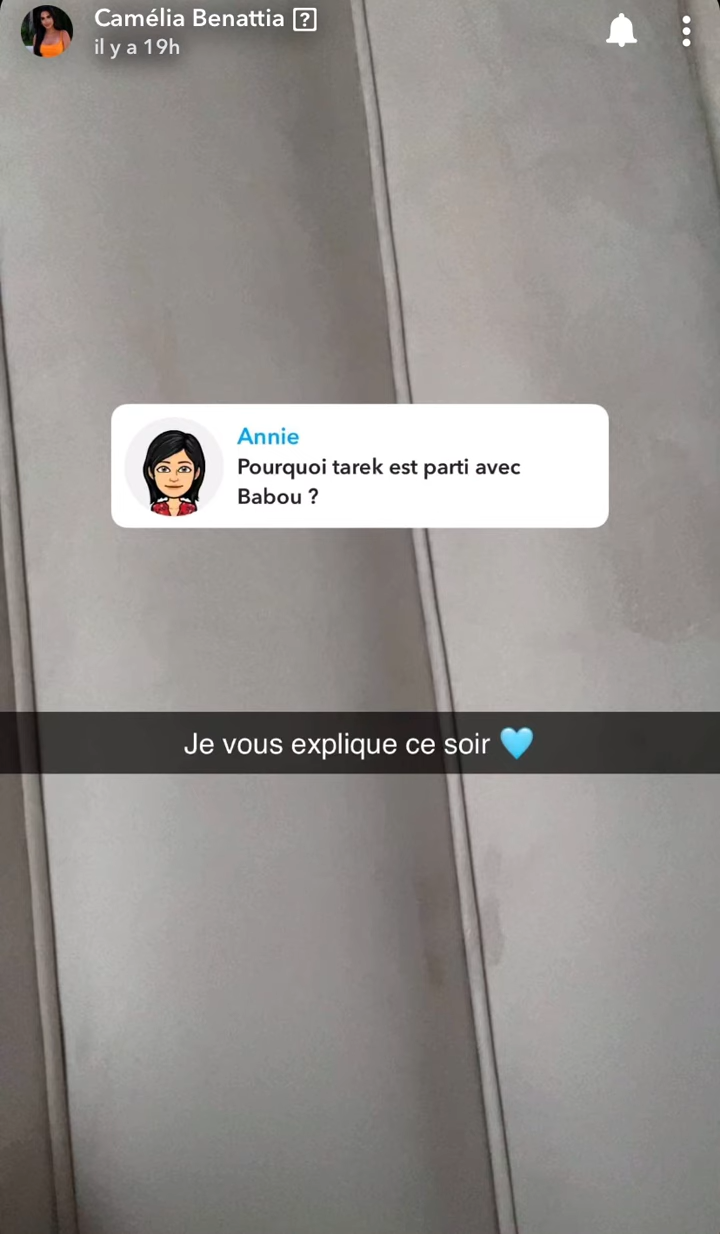 Camélia Benattia
il y a 19h
Annie
Pourquoi tarek est parti avec
Babou ?
Je vous explique ce soir 🩵